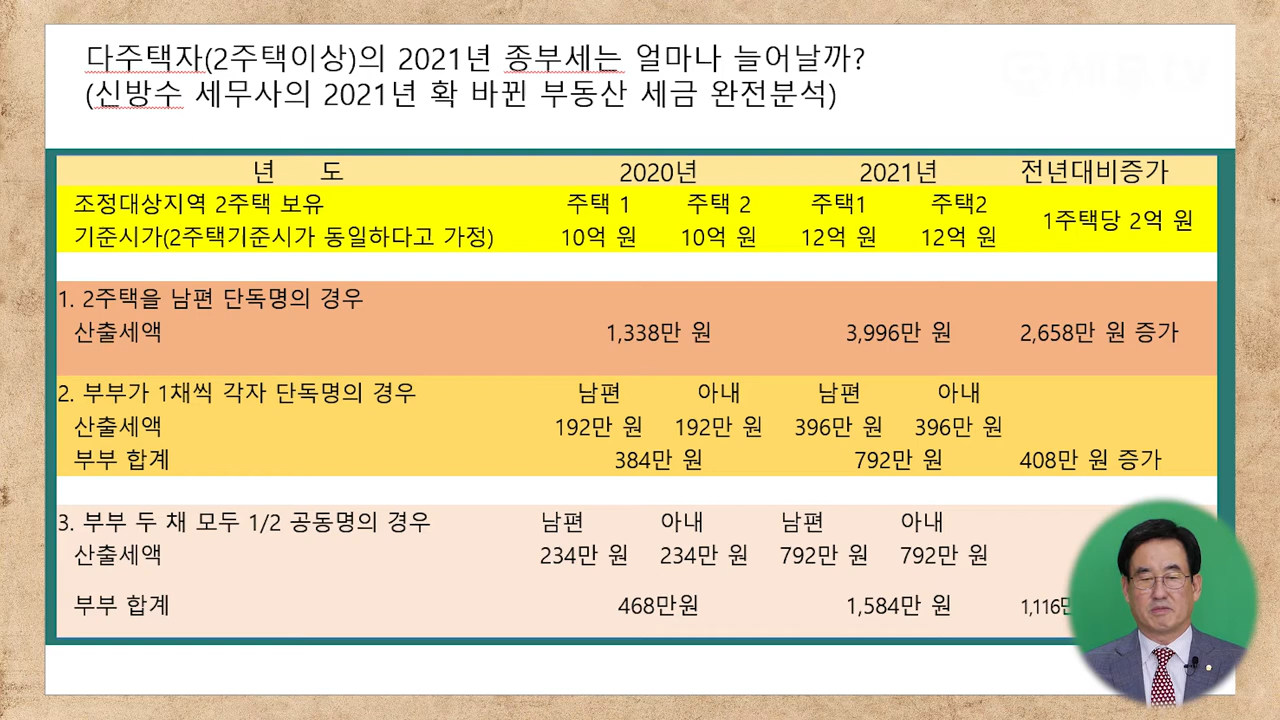 다주택자(2주택이상)의 2021년 종부세는 얼마나 늘어날까?
(신방수 세무사의 2021년 확 바뀐 부동산 세금 완전분석)
세무TV
년 도 2020년 2021년 전년대비증가
조정대상지역 2주택 보유 주택 1 주택 2 주택1 주택2
1주택당 2억 원
기준시가(2주택기준시가 동일하다고 가정) 10억 원 10억 원 12억 원 12억 원
1. 2주택을 남편 단독명의 경우
산출세액 1,338만 원 3,996만 원 2,658만 원 증가
2. 부부가 1채씩 각자 단독명의 경우 남편 아내 남편 아내
산출세액 192만 원 192만 원 396만 원 396만 원
부부 합계 384만 원 792만 원 408만 원 증가
3. 부부 두 채 모두 1/2 공동명의 경우 남편 아내 남편 아내
산출세액 234만 원 234만 원 792만 원 792만 원
부부 합계 468만원 1,584만 원 1,116만